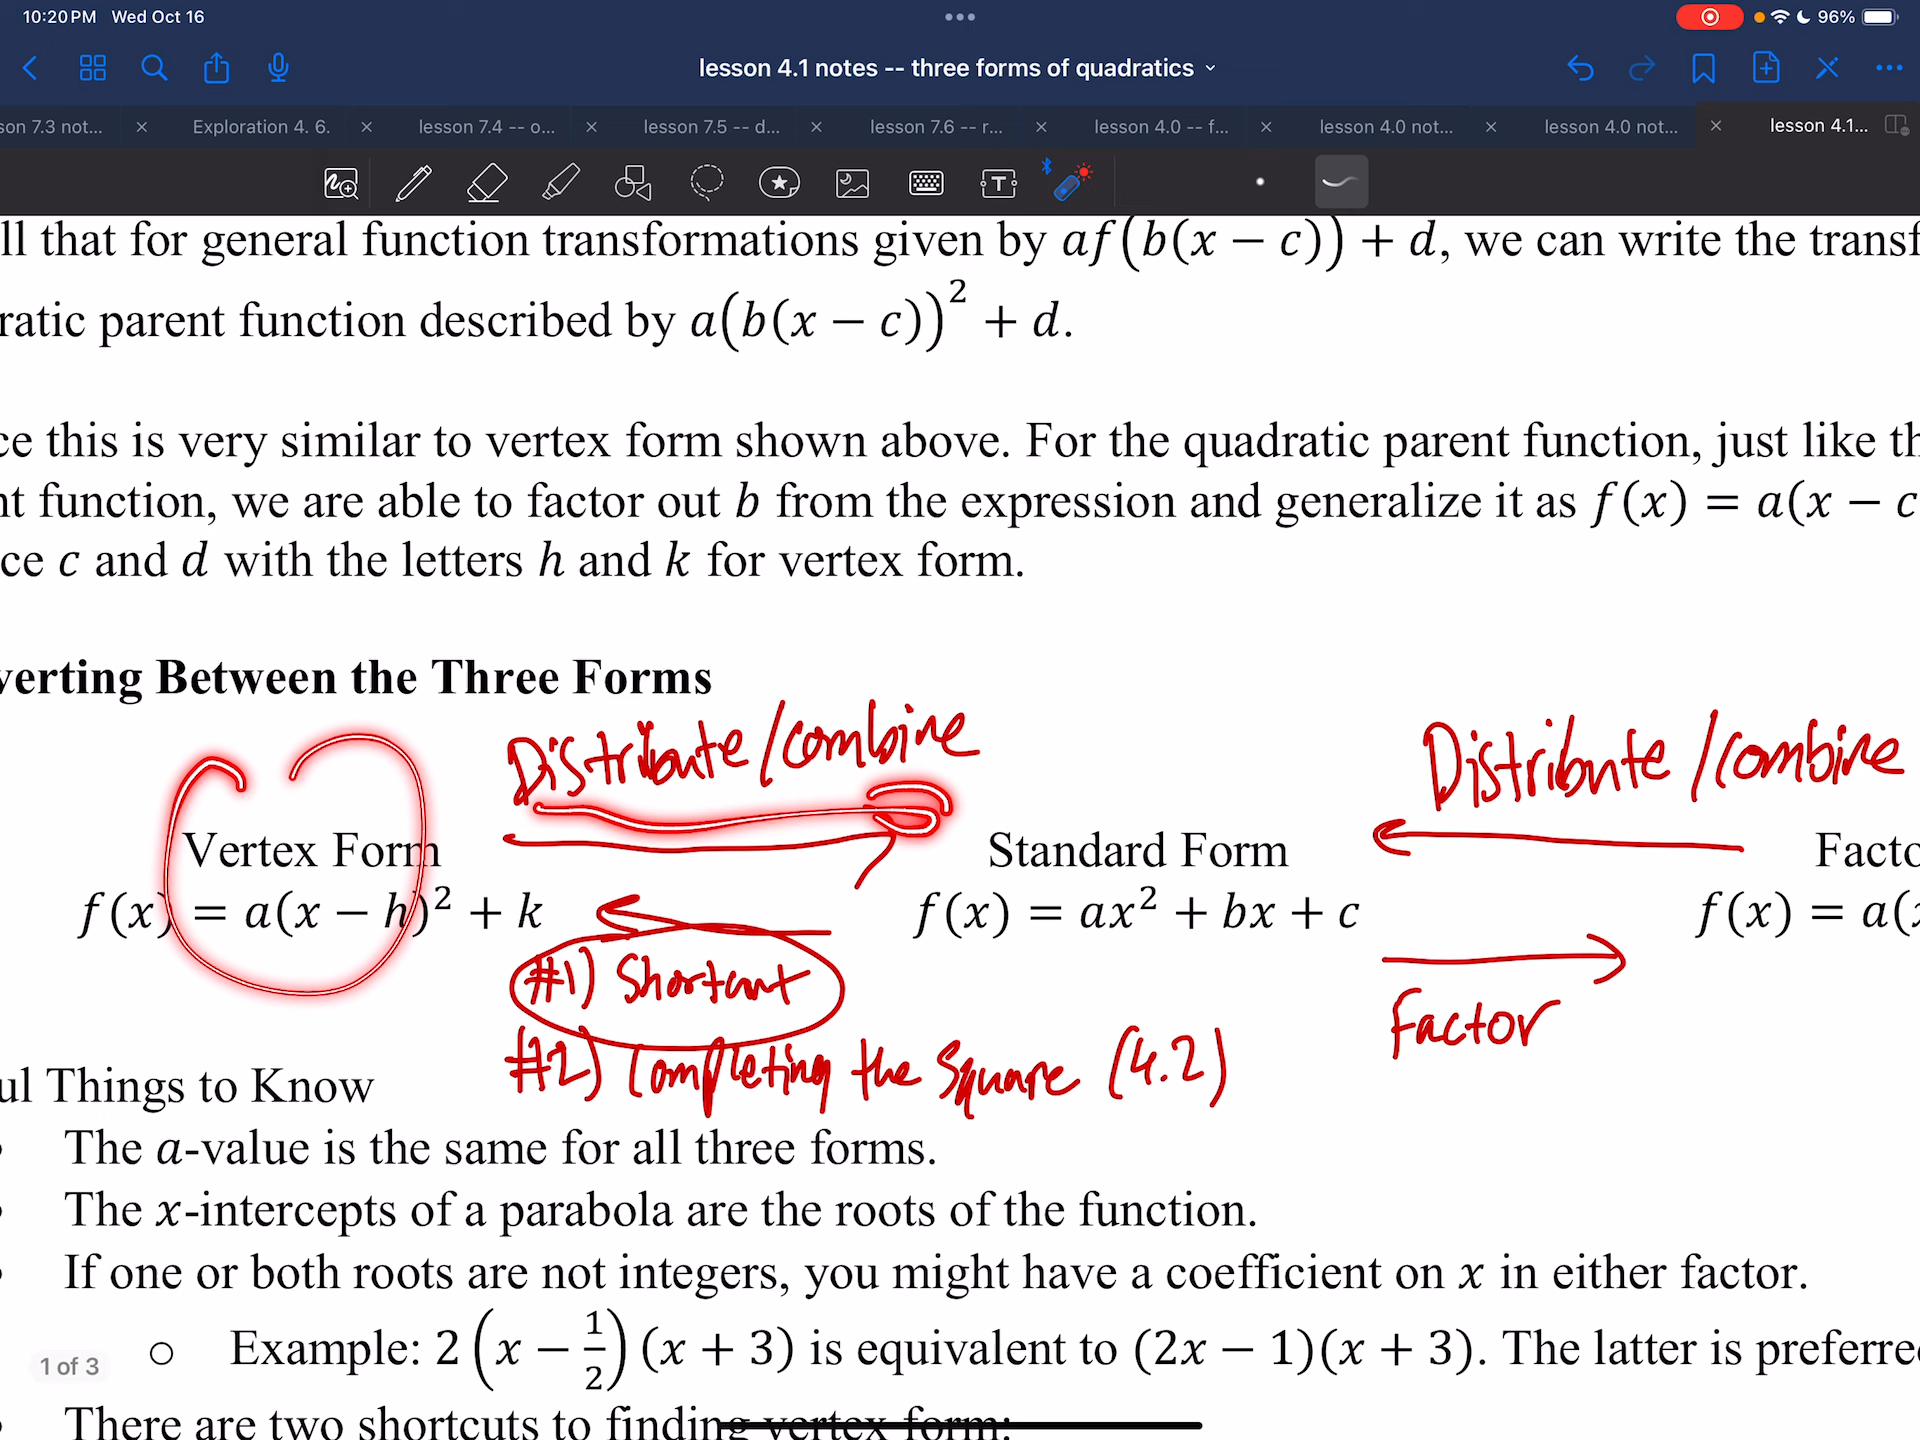 10:20 PM Wed Oct 16
96%
lesson 4.1 notes -- three forms of quadratics
son 7.3 not... Exploration 4. 6. lesson 7.4 -- o... lesson 7.5 -- d... lesson 7.6 -- r... lesson 4.0 -- f... lesson 4.0 not... lesson 4.0 not... lesson 4.1...
ll that for general function transformations given by af(b(x − c)) + d, we can write the transf
ratic parent function described by a(b(x − c))² + d.
ce this is very similar to vertex form shown above. For the quadratic parent function, just like th
nt function, we are able to factor out b from the expression and generalize it as f(x) = a(x − c
ce c and d with the letters h and k for vertex form.
verting Between the Three Forms
Distribute/combine Distribute/combine
Vertex Form Standard Form Facto
f(x) = a(x − h)² + k f(x) = ax² + bx + c f(x) = a(x
#1) Shortcut
factor
#2) Completing the Square (4.2)
ul Things to Know
The a-value is the same for all three forms.
The x-intercepts of a parabola are the roots of the function.
If one or both roots are not integers, you might have a coefficient on x in either factor.
o Example: 2(x − 1/2)(x + 3) is equivalent to (2x − 1)(x + 3). The latter is preferre
1 of 3
There are two shortcuts to finding vertex form: